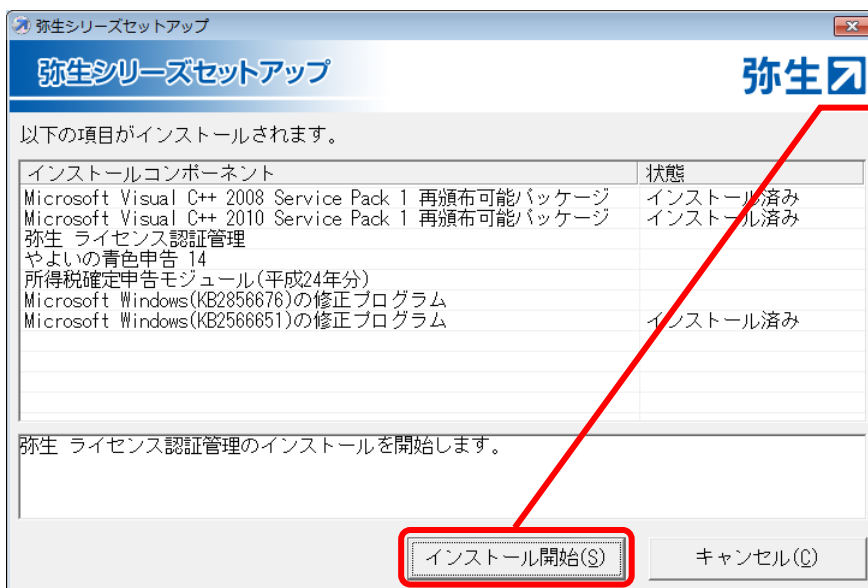 弥生シリーズセットアップ
弥生シリーズセットアップ 弥生
以下の項目がインストールされます。
インストールコンポーネント 状態
Microsoft Visual C++ 2008 Service Pack 1 再頒布可能パッケージ インストール済み
Microsoft Visual C++ 2010 Service Pack 1 再頒布可能パッケージ インストール済み
弥生 ライセンス認証管理
やよいの青色申告 14
所得税確定申告モジュール(平成24年分)
Microsoft Windows(KB2856676)の修正プログラム
Microsoft Windows(KB2566651)の修正プログラム インストール済み
弥生 ライセンス認証管理のインストールを開始します。
インストール開始(S) キャンセル(C)